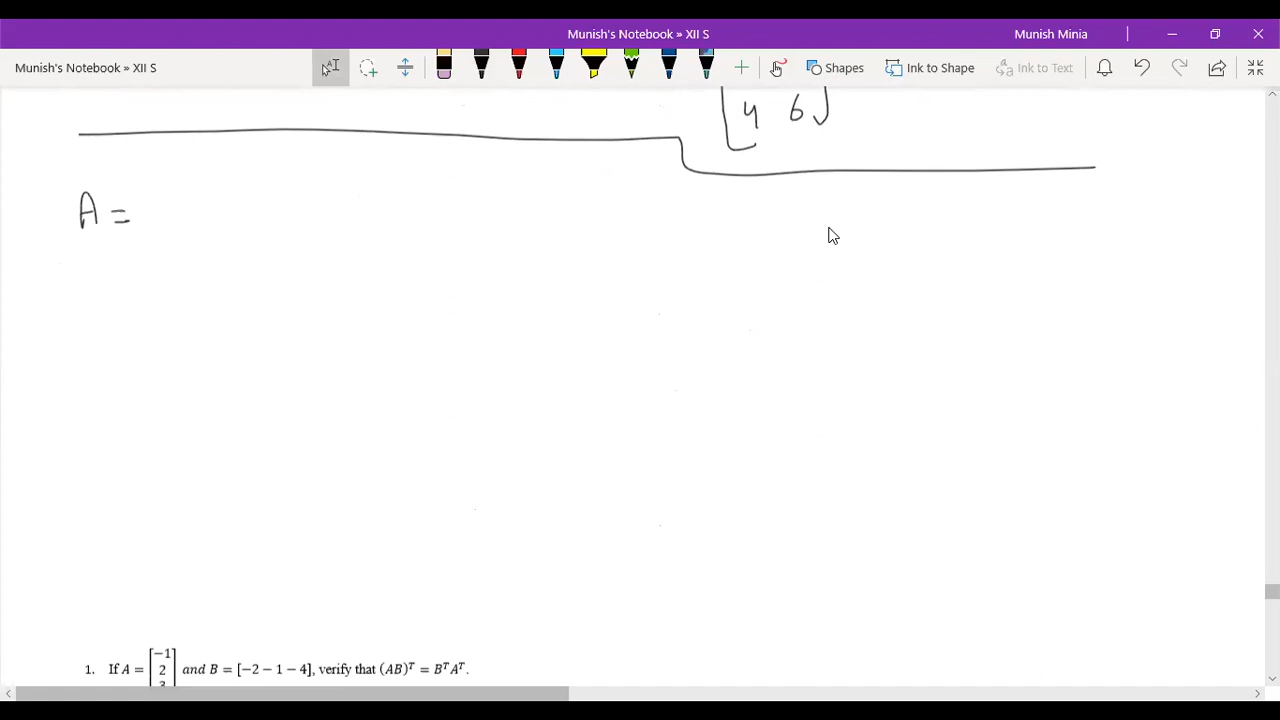 Munish's Notebook » XII S
Munish Minia
Munish's Notebook » XII S
Shapes
Ink to Shape
Ink to Text
4 6
A =
-1
1. If A = 2 and B = [−2 − 1 − 4], verify that (AB)ᵀ = BᵀAᵀ.